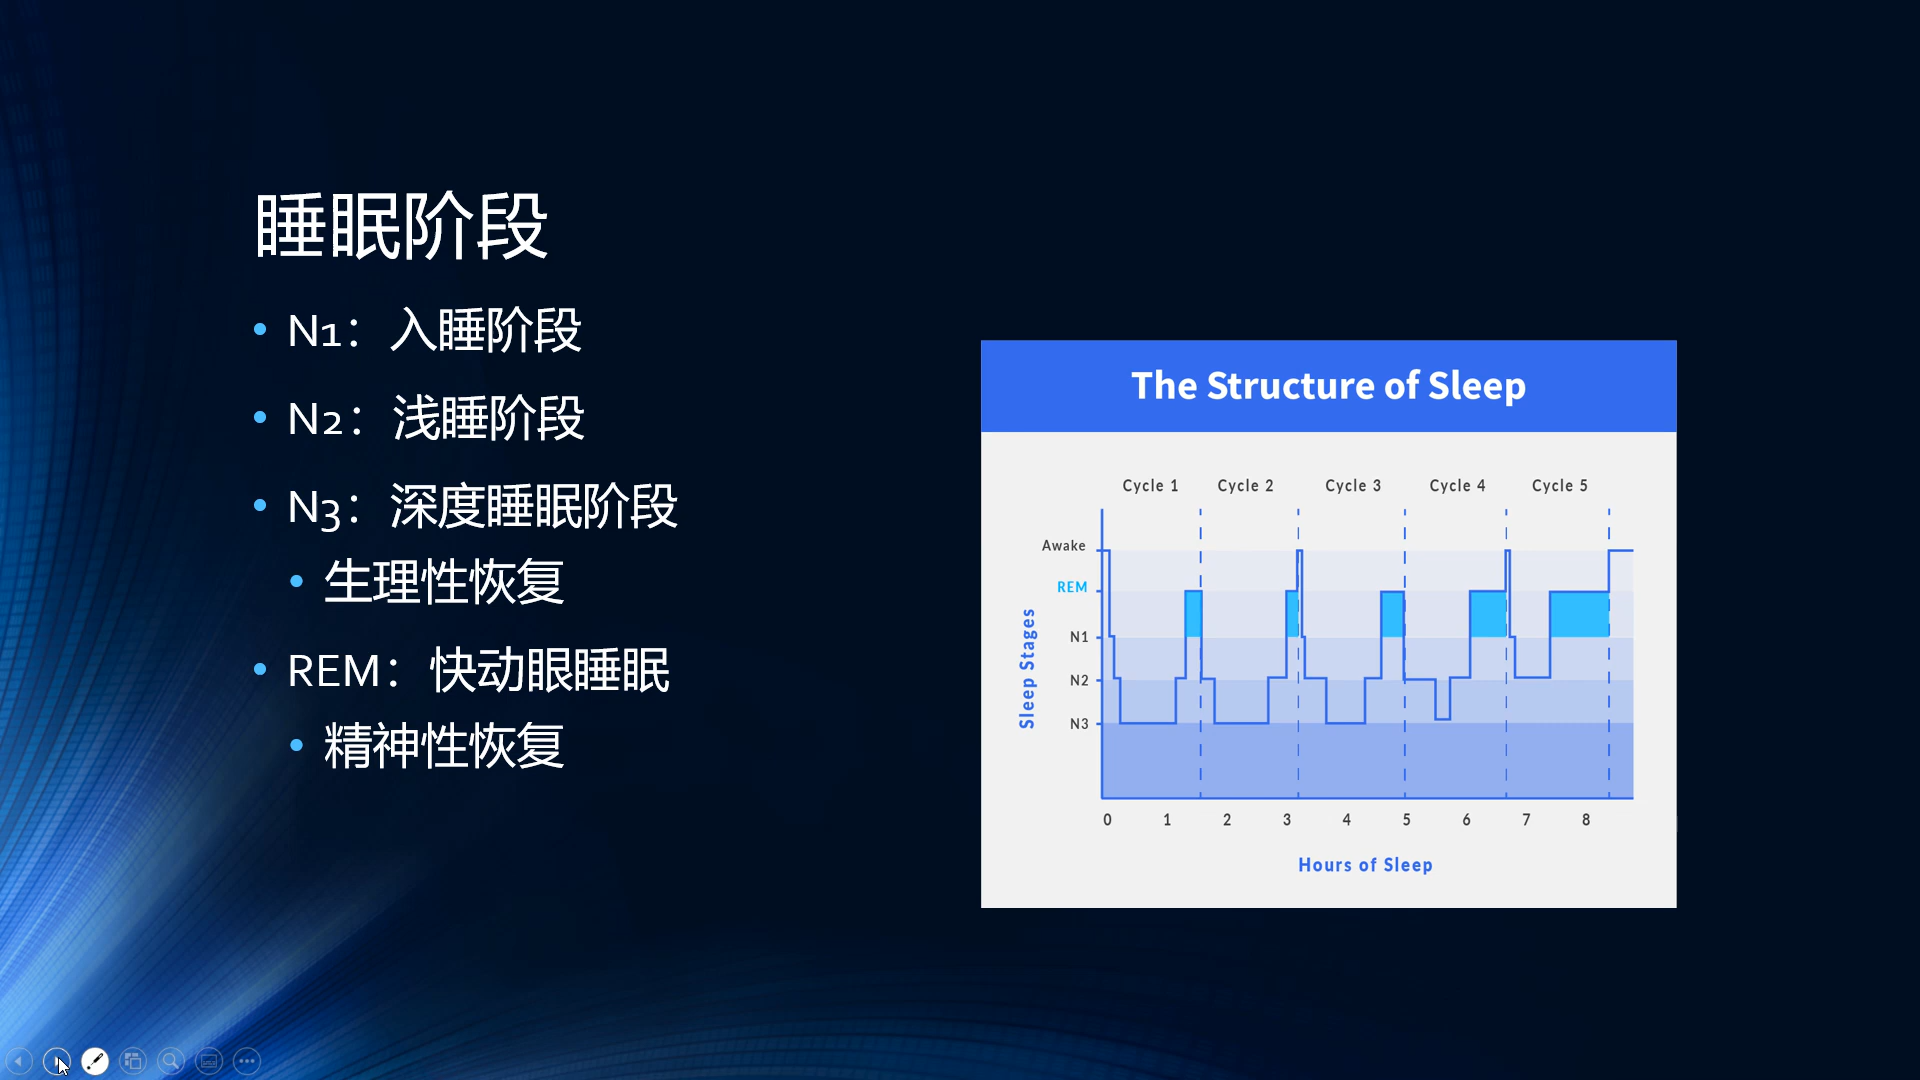 睡眠阶段
N1：入睡阶段
N2：浅睡阶段
N3：深度睡眠阶段
生理性恢复
REM：快动眼睡眠
精神性恢复
The Structure of Sleep
Cycle 1 Cycle 2 Cycle 3 Cycle 4 Cycle 5
Awake
REM
N1
N2
N3
Sleep Stages
0 1 2 3 4 5 6 7 8
Hours of Sleep